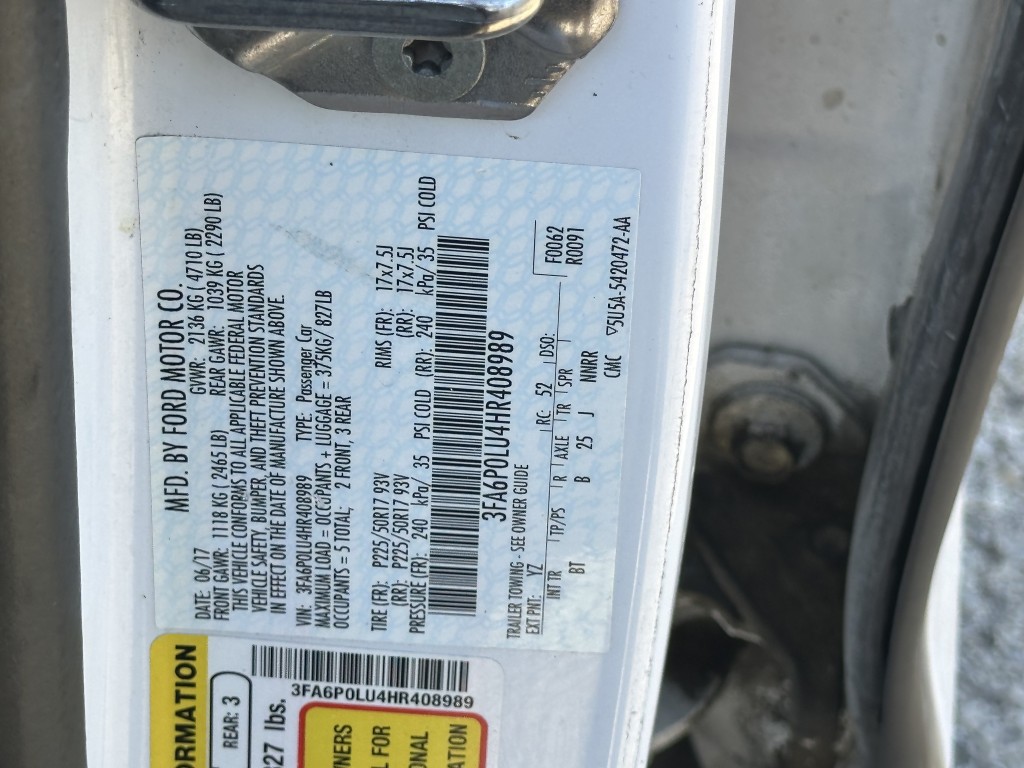 MFD. BY FORD MOTOR CO.
DATE: 06/17 GVWR: 2136 KG ( 4710 LB)
FRONT GAWR: 1118 KG ( 2465 LB) REAR GAWR: 1039 KG ( 2290 LB)
THIS VEHICLE CONFORMS TO ALL APPLICABLE FEDERAL MOTOR
VEHICLE SAFETY, BUMPER, AND THEFT PREVENTION STANDARDS
IN EFFECT ON THE DATE OF MANUFACTURE SHOWN ABOVE.
VIN: 3FA6P0LU4HR408989 TYPE: Passenger Car
MAXIMUM LOAD = OCCUPANTS + LUGGAGE = 375KG/ 827LB
OCCUPANTS = 5 TOTAL; 2 FRONT, 3 REAR
TIRE (FR): P225/50R17 93V RIMS (FR): 17x7.5J
(RR): P225/50R17 93V (RR): 17x7.5J
PRESSURE (FR): 240 kPa/ 35 PSI COLD (RR): 240 kPa/ 35 PSI COLD
3FA6P0LU4HR408989
TRAILER TOWING - SEE OWNER GUIDE
EXT PNT: YZ RC: 52 DSO: F0062
R0091
INT TR TP/PS R AXLE TR SPR
BT B 25 J NWRR
CMC 5U5A-5420472-AA
ORMATION
REAR: 3
327 lbs.
3FA6P0LU4HR408989
WNERS
L FOR
ONAL
ATION